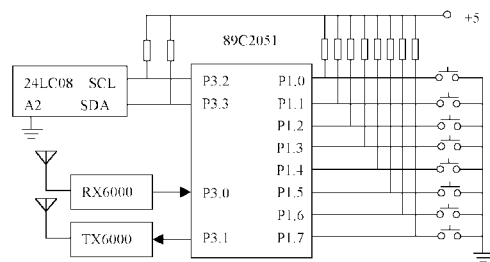 +5
89C2051
24LC08 SCL
A2 SDA
P3.2
P3.3
P3.0
P3.1
P1.0
P1.1
P1.2
P1.3
P1.4
P1.5
P1.6
P1.7
RX6000
TX6000